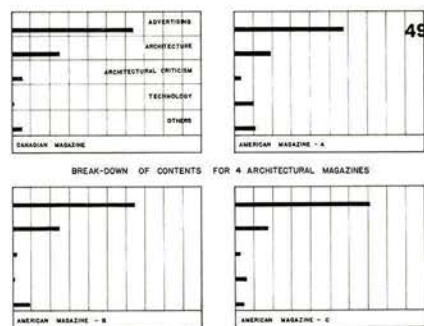 ADVERTISING
ARCHITECTURE
ARCHITECTURAL CRITICISM
TECHNOLOGY
OTHERS
CANADIAN MAGAZINE
49
AMERICAN MAGAZINE - A
BREAK-DOWN OF CONTENTS FOR 4 ARCHITECTURAL MAGAZINES
AMERICAN MAGAZINE - B
AMERICAN MAGAZINE - C